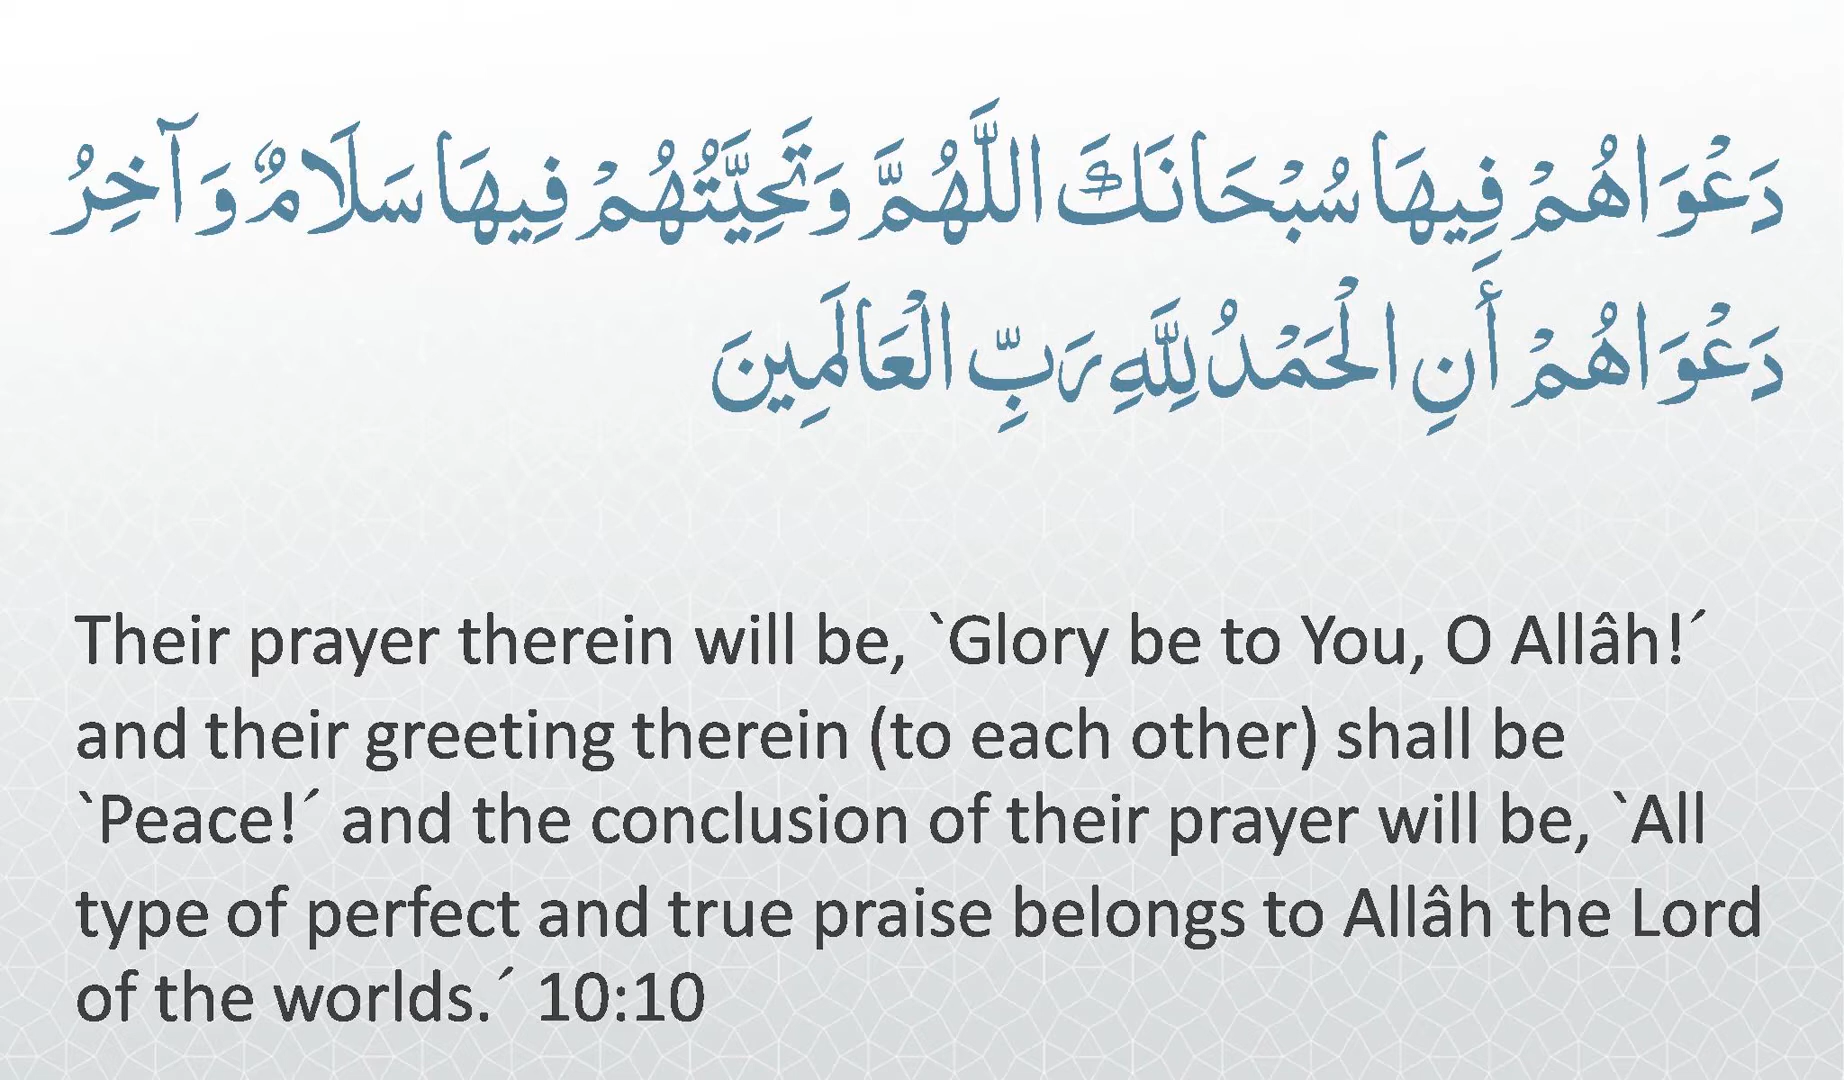 دَعْوَاهُمْ فِيهَا سُبْحَانَكَ اللَّهُمَّ وَتَحِيَّتُهُمْ فِيهَا سَلَامٌ وَآخِرُ
دَعْوَاهُمْ أَنِ الْحَمْدُ لِلَّهِ رَبِّ الْعَالَمِينَ
Their prayer therein will be, `Glory be to You, O Allâh!´
and their greeting therein (to each other) shall be
`Peace!´ and the conclusion of their prayer will be, `All
type of perfect and true praise belongs to Allâh the Lord
of the worlds.´ 10:10